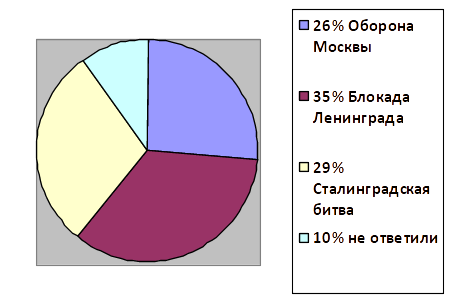 26% Оборона
Москвы
35% Блокада
Ленинграда
29%
Сталинградская
битва
10% не ответили